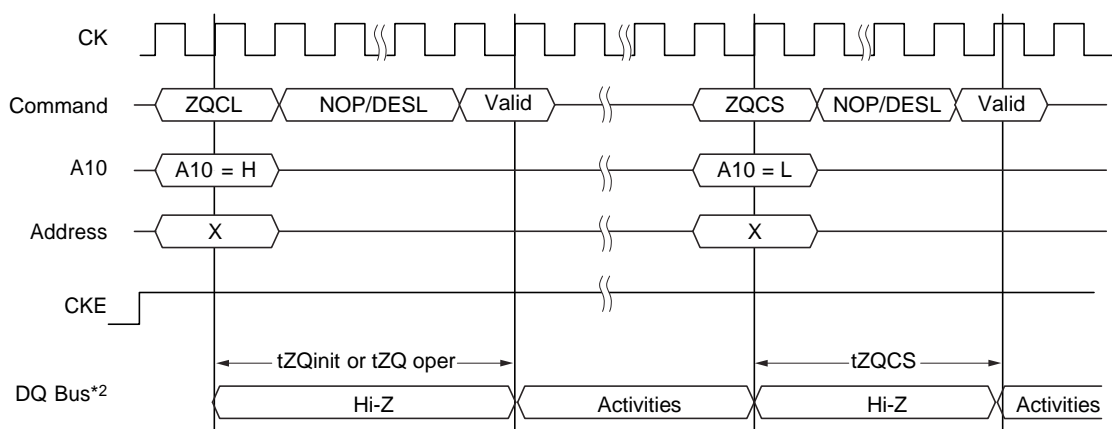 CK
Command ZQCL NOP/DESL Valid ZQCS NOP/DESL Valid
A10 A10 = H A10 = L
Address X X
CKE
tZQinit or tZQ oper tZQCS
DQ Bus*2 Hi-Z Activities Hi-Z Activities